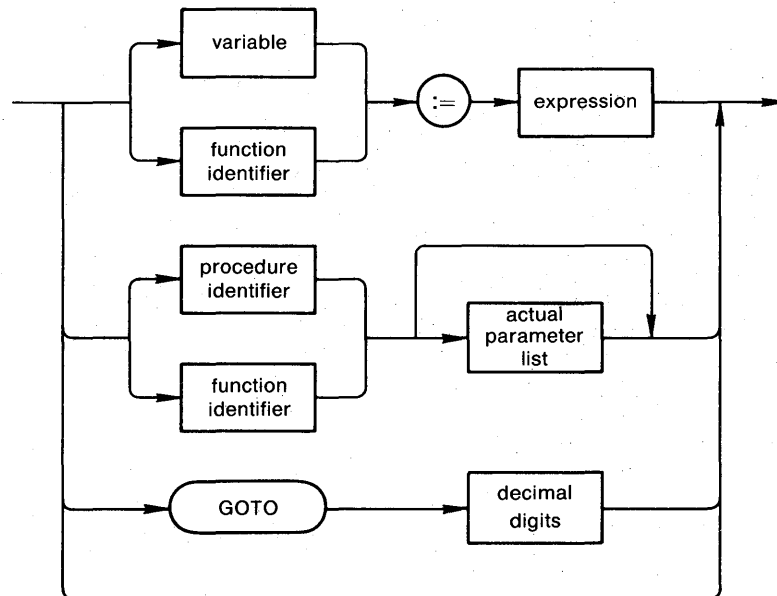 variable
:=
expression
function
identifier
procedure
identifier
actual
parameter
list
function
identifier
GOTO
decimal
digits